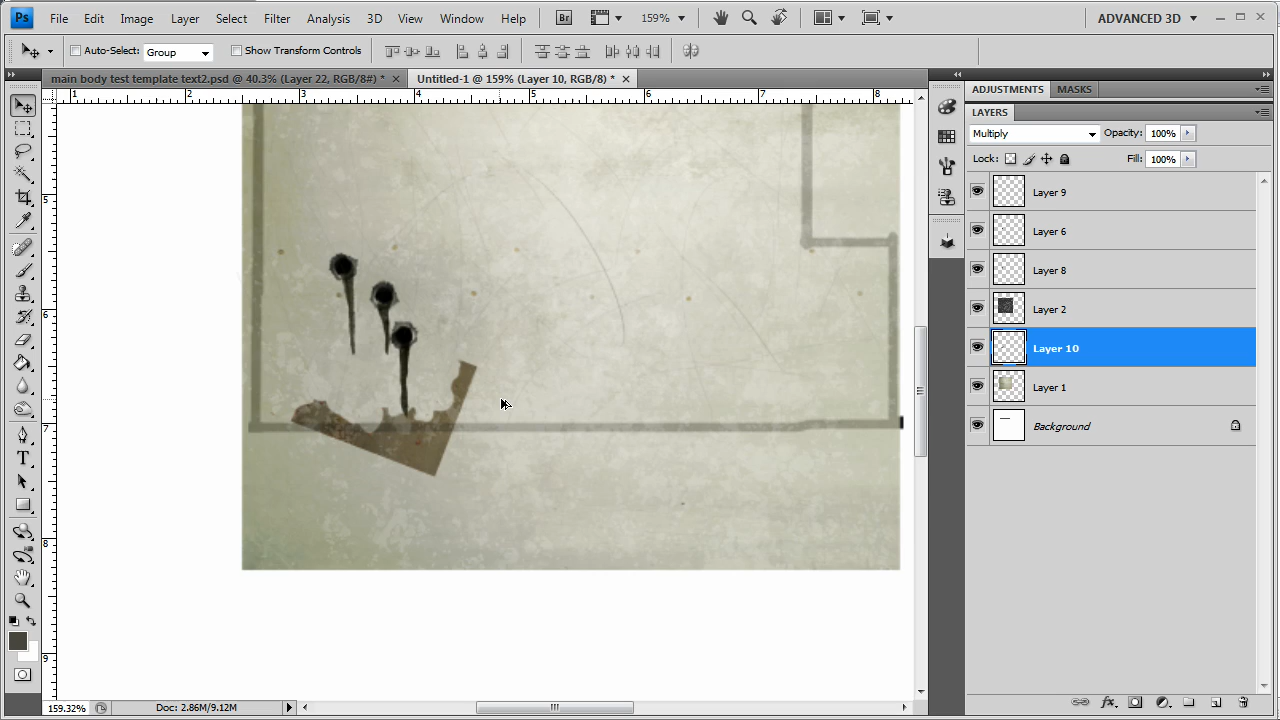 Ps File Edit Image Layer Select Filter Analysis 3D View Window Help Br 159% ADVANCED 3D
Auto-Select: Group Show Transform Controls
main body test template text2.psd @ 40.3% (Layer 22, RGB/8#) * Untitled-1 @ 159% (Layer 10, RGB/8) *
ADJUSTMENTS MASKS
1 2 3 4 5 6 7 8
LAYERS
Multiply Opacity: 100%
Lock: Fill: 100%
Layer 9
5
Layer 6
Layer 8
6
Layer 2
Layer 10
Layer 1
7
Background
T
8
9
159.32% Doc: 2.86M/9.12M
fx